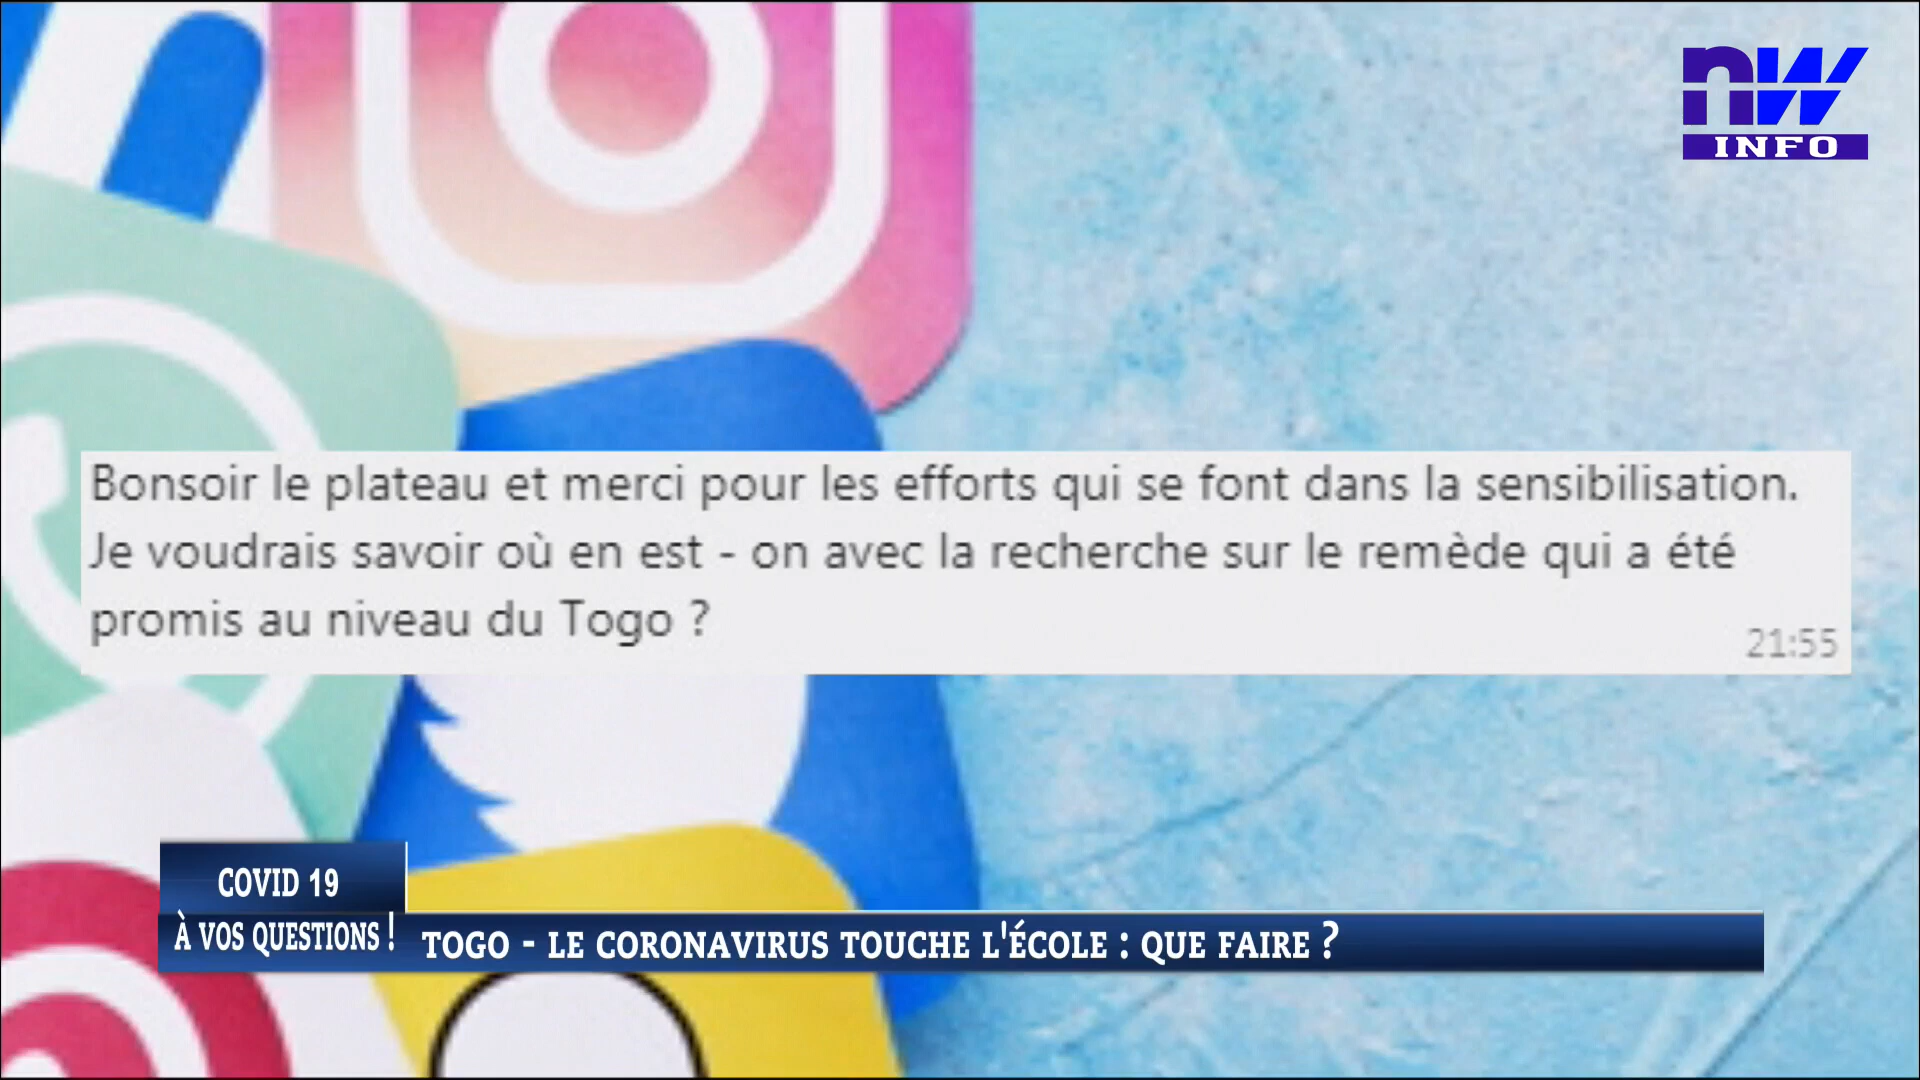 nw
INFO
Bonsoir le plateau et merci pour les efforts qui se font dans la sensibilisation.
Je voudrais savoir où en est - on avec la recherche sur le remède qui a été
promis au niveau du Togo ?
21:55
COVID 19
À VOS QUESTIONS !
TOGO - LE CORONAVIRUS TOUCHE L'ÉCOLE : QUE FAIRE ?